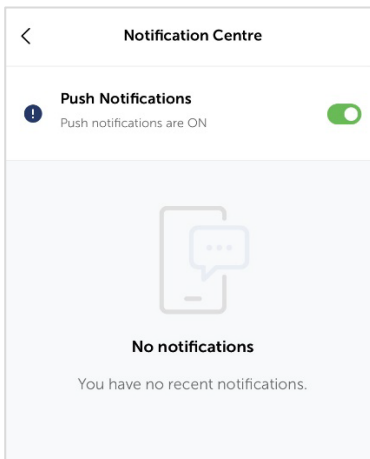 Notification Centre
Push Notifications
Push notifications are ON
No notifications
You have no recent notifications.